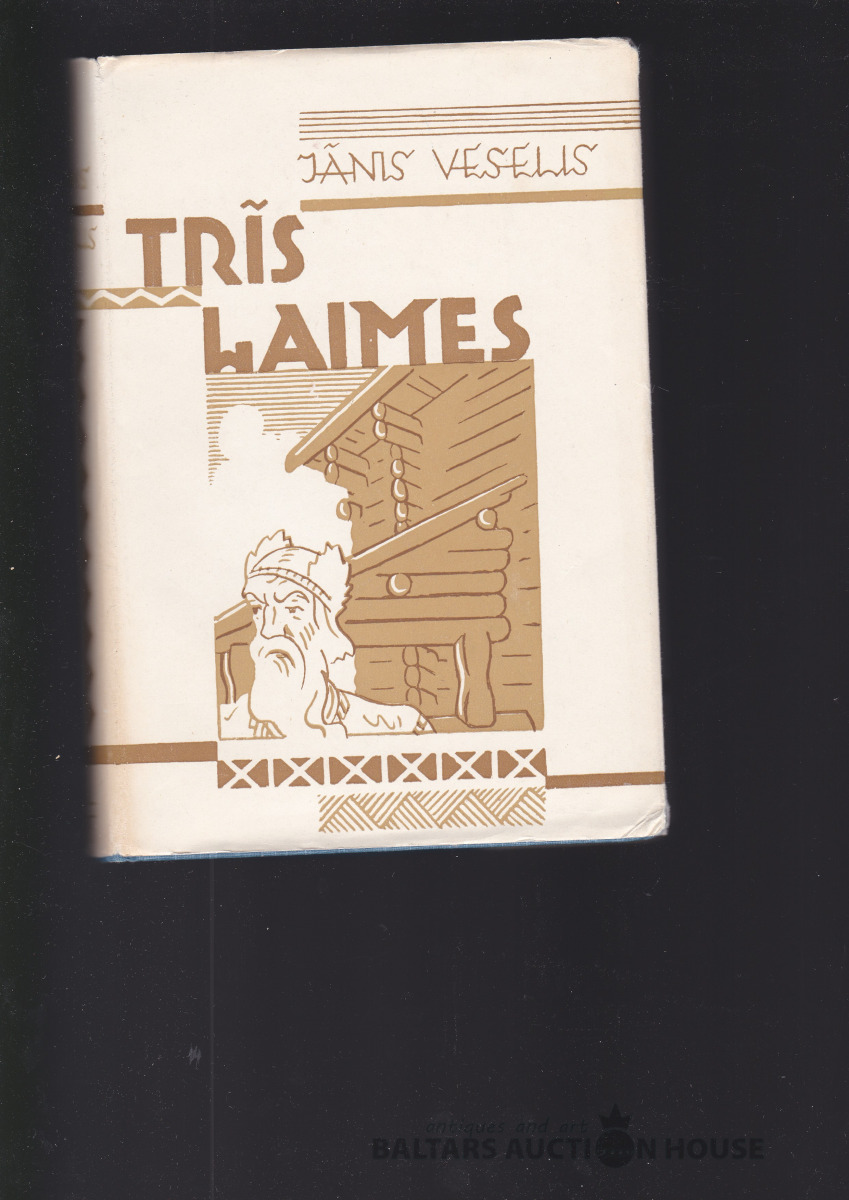 JĀNIS VESELIS
TRĪS
LAIMES
antiques and art
BALTARS AUCTION HOUSE